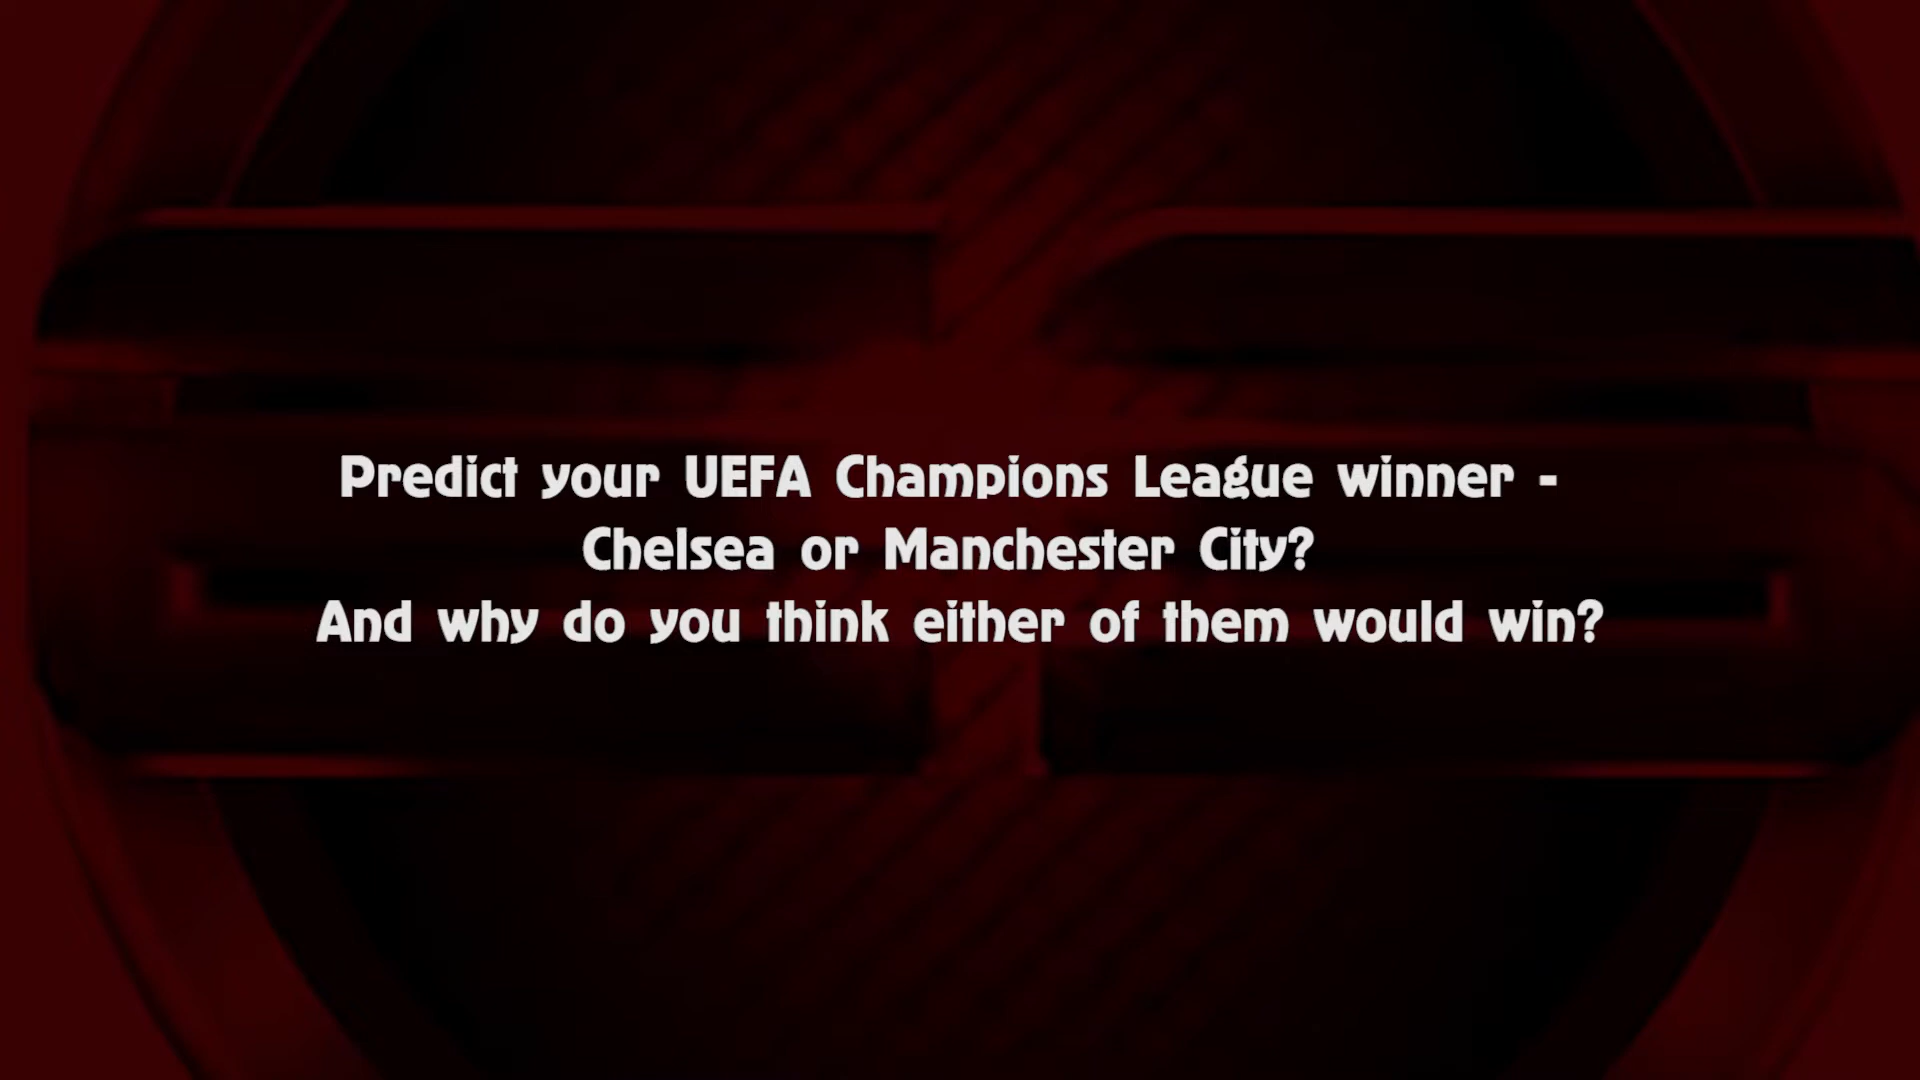 Predict your UEFA Champions League winner -
Chelsea or Manchester City?
And why do you think either of them would win?